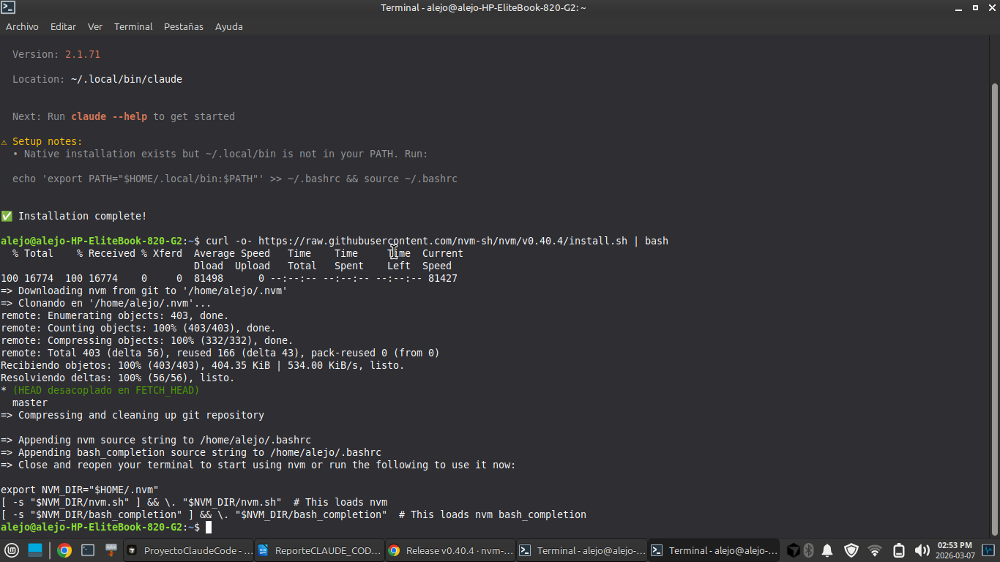 Terminal - alejo@alejo-HP-EliteBook-820-G2: ~
Archivo Editar Ver Terminal Pestañas Ayuda
Version: 2.1.71
Location: ~/.local/bin/claude
Next: Run claude --help to get started
⚠ Setup notes:
• Native installation exists but ~/.local/bin is not in your PATH. Run:
echo 'export PATH="$HOME/.local/bin:$PATH"' >> ~/.bashrc && source ~/.bashrc
✅ Installation complete!
alejo@alejo-HP-EliteBook-820-G2:~$ curl -o- https://raw.githubusercontent.com/nvm-sh/nvm/v0.40.4/install.sh | bash
% Total % Received % Xferd Average Speed Time Time Time Current
Dload Upload Total Spent Left Speed
100 16774 100 16774 0 0 81498 0 --:--:-- --:--:-- --:--:-- 81427
=> Downloading nvm from git to '/home/alejo/.nvm'
=> Clonando en '/home/alejo/.nvm'...
remote: Enumerating objects: 403, done.
remote: Counting objects: 100% (403/403), done.
remote: Compressing objects: 100% (332/332), done.
remote: Total 403 (delta 56), reused 166 (delta 43), pack-reused 0 (from 0)
Recibiendo objetos: 100% (403/403), 404.35 KiB | 534.00 KiB/s, listo.
Resolviendo deltas: 100% (56/56), listo.
* (HEAD desacoplado en FETCH_HEAD)
master
=> Compressing and cleaning up git repository
=> Appending nvm source string to /home/alejo/.bashrc
=> Appending bash_completion source string to /home/alejo/.bashrc
=> Close and reopen your terminal to start using nvm or run the following to use it now:
export NVM_DIR="$HOME/.nvm"
[ -s "$NVM_DIR/nvm.sh" ] && \. "$NVM_DIR/nvm.sh" # This loads nvm
[ -s "$NVM_DIR/bash_completion" ] && \. "$NVM_DIR/bash_completion" # This loads nvm bash_completion
alejo@alejo-HP-EliteBook-820-G2:~$
ProyectoClaudeCode - ... ReporteCLAUDE_COD... Release v0.40.4 · nvm-... Terminal - alejo@alejo-... Terminal - alejo@alejo-... 02:53 PM
2026-03-07